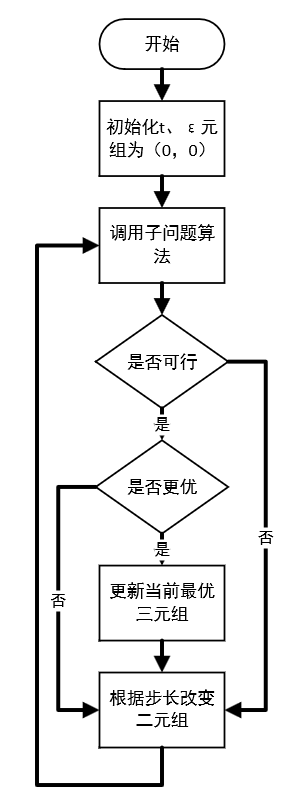 开始
初始化t、ε元
组为（0，0）
调用子问题算
法
是否可行
是
是否更优
是
否
否
更新当前最优
三元组
根据步长改变
二元组